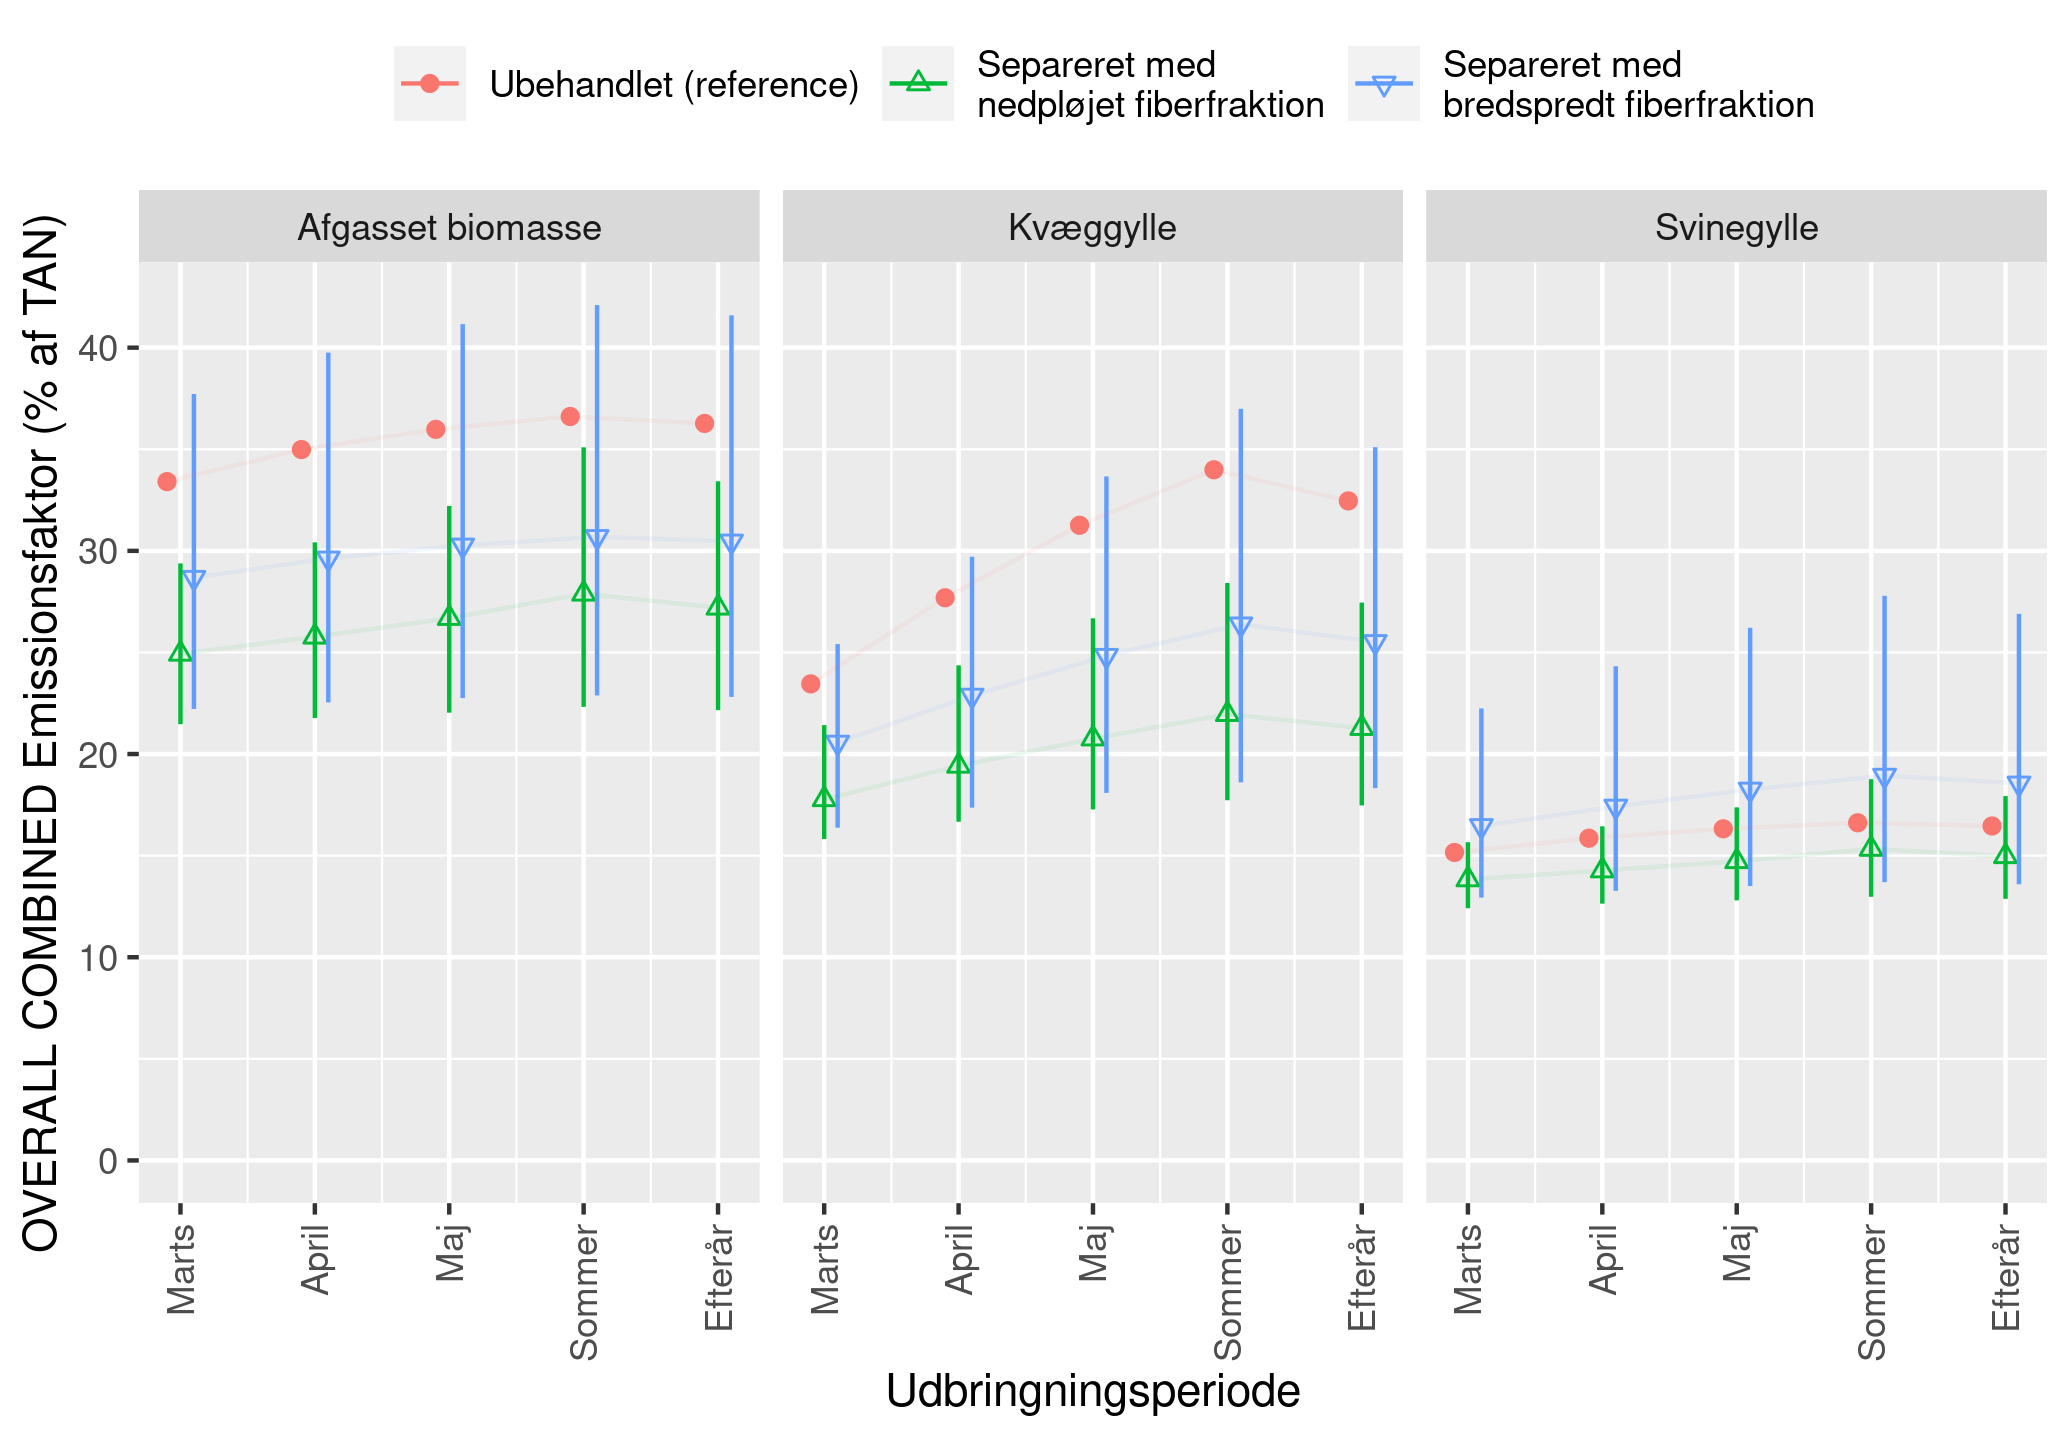 Ubehandlet (reference)
Separeret med
nedpløjet fiberfraktion
Separeret med
bredspredt fiberfraktion
Afgasset biomasse
Kvæggylle
Svinegylle
OVERALL COMBINED Emissionsfaktor (% af TAN)
40
30
20
10
0
Marts
April
Maj
Sommer
Efterår
Marts
April
Maj
Sommer
Efterår
Marts
April
Maj
Sommer
Efterår
Udbringningsperiode